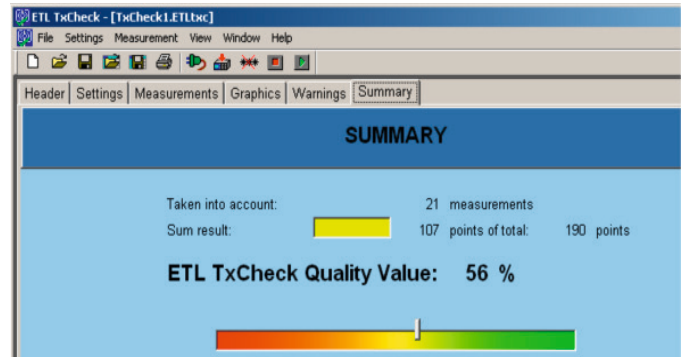 ETL TxCheck - [TxCheck1.ETLtxc]
File Settings Measurement View Window Help
Header Settings Measurements Graphics Warnings Summary
SUMMARY
Taken into account: 21 measurements
Sum result: 107 points of total: 190 points
ETL TxCheck Quality Value: 56 %